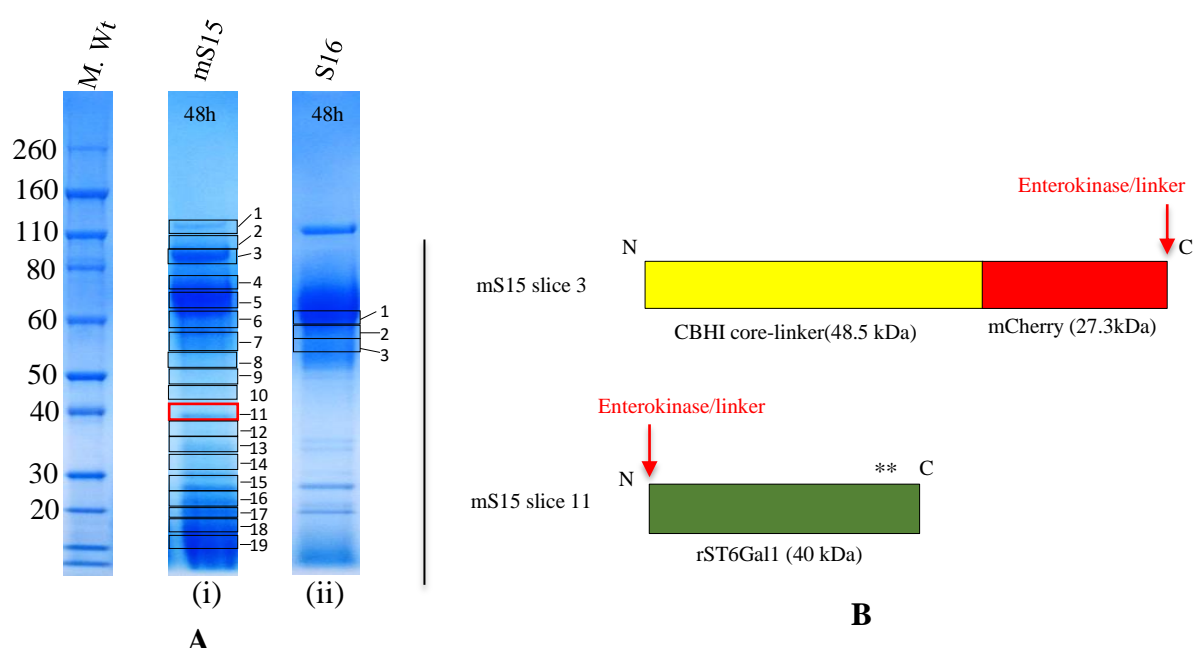 M. Wt
mS15
S16
48h
48h
260
160
110
80
60
50
40
30
20
1
2
3
4
5
6
7
8
9
10
11
12
13
14
15
16
17
18
19
1
2
3
(i)
(ii)
A
Enterokinase/linker
N
C
mS15 slice 3
CBHI core-linker(48.5 kDa)
mCherry (27.3kDa)
Enterokinase/linker
N
**
C
mS15 slice 11
rST6Gal1 (40 kDa)
B